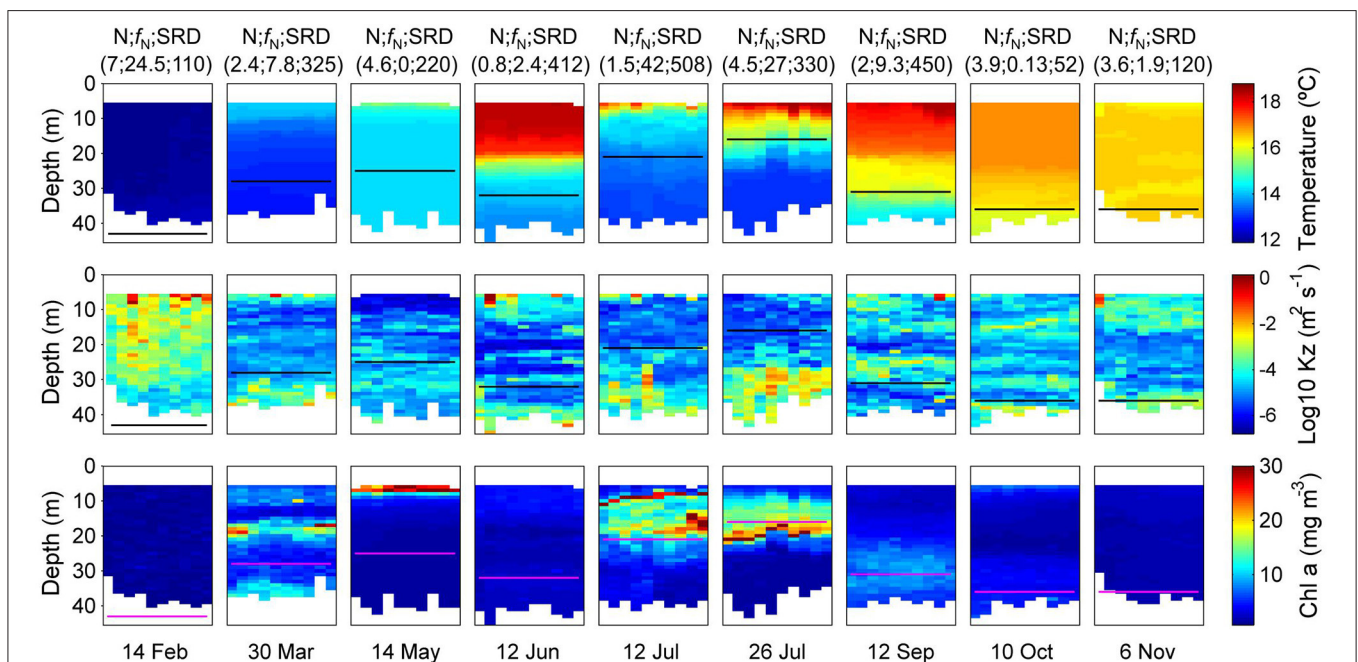 N;fN;SRD N;fN;SRD N;fN;SRD N;fN;SRD N;fN;SRD N;fN;SRD N;fN;SRD N;fN;SRD N;fN;SRD
(7;24.5;110) (2.4;7.8;325) (4.6;0;220) (0.8;2.4;412) (1.5;42;508) (4.5;27;330) (2;9.3;450) (3.9;0.13;52) (3.6;1.9;120)
Depth (m)
0
10
20
30
40
18
16
14
12
Temperature (ºC)
Depth (m)
0
10
20
30
40
0
-2
-4
-6
Log10 Kz (m² s⁻¹)
Depth (m)
0
10
20
30
40
30
20
10
Chl a (mg m⁻³)
14 Feb 30 Mar 14 May 12 Jun 12 Jul 26 Jul 12 Sep 10 Oct 6 Nov